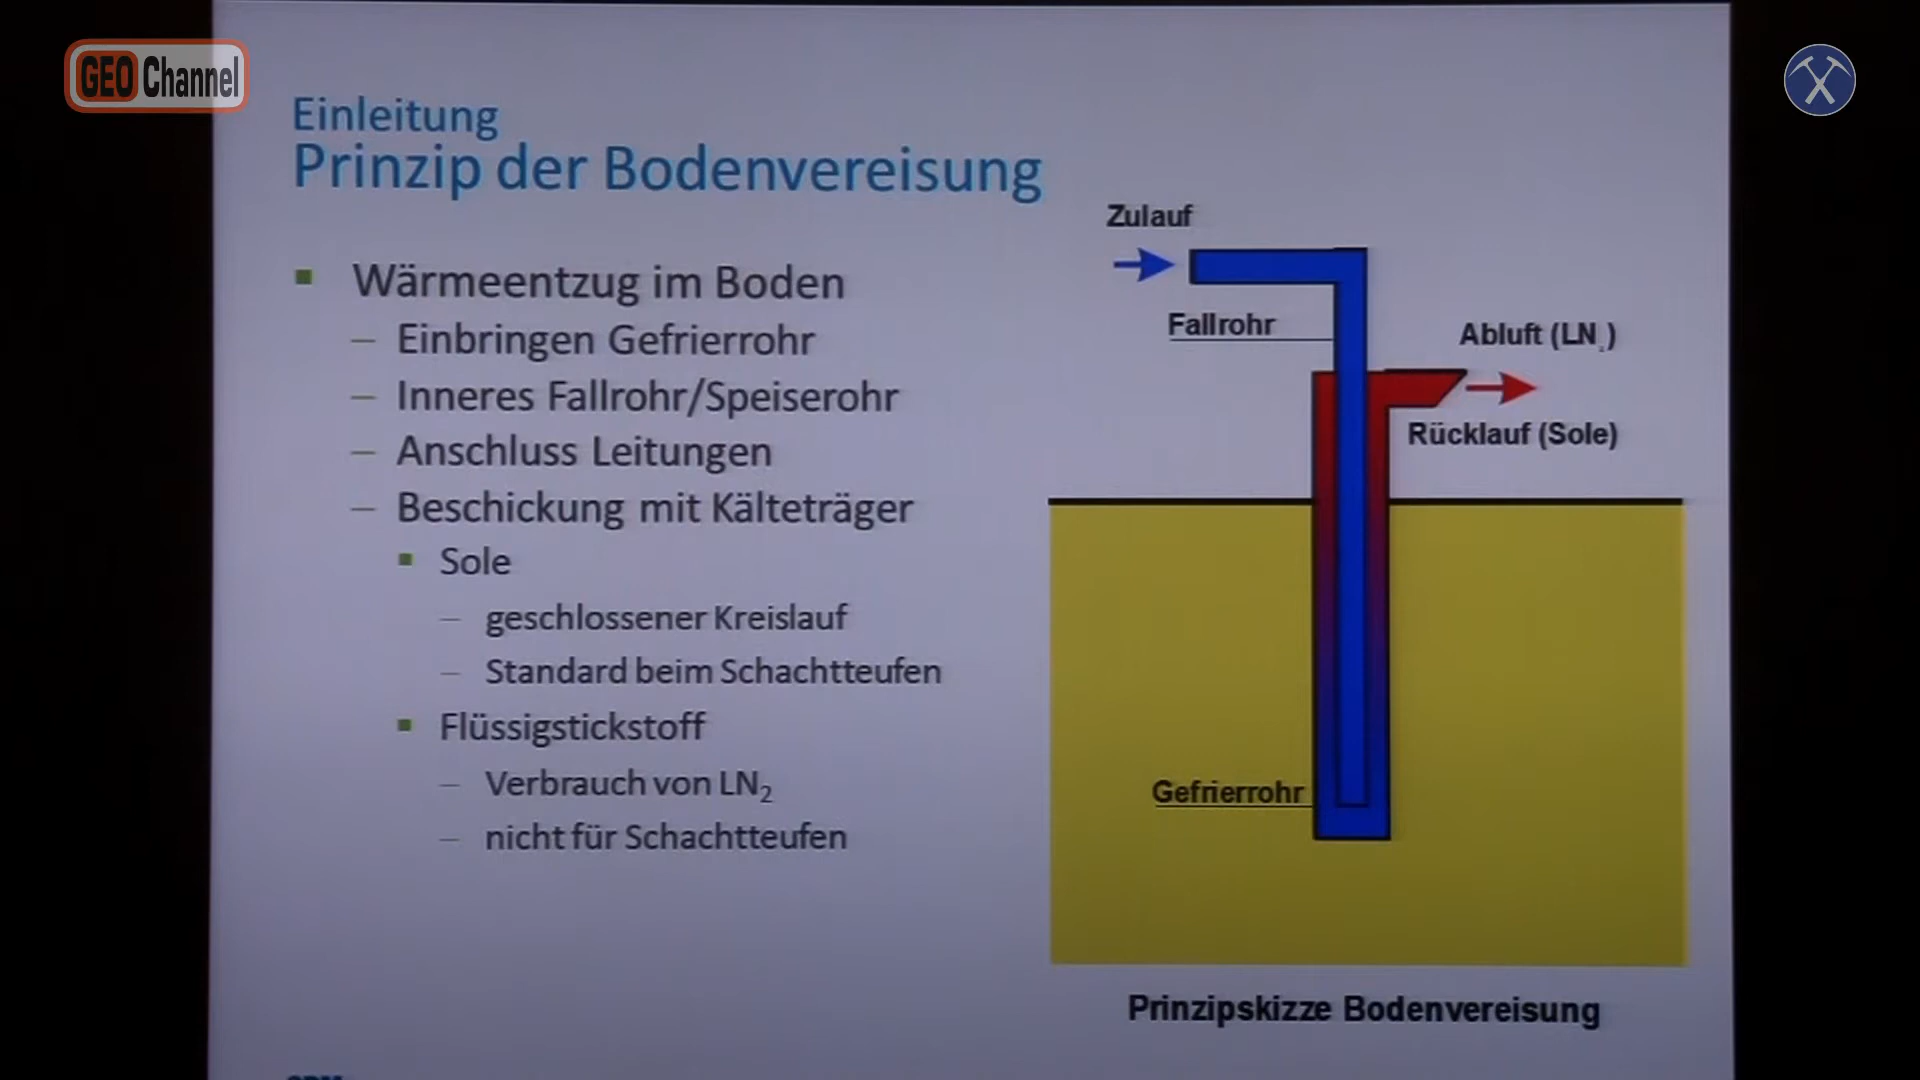 GEO Channel
Einleitung
Prinzip der Bodenvereisung
Wärmeentzug im Boden
– Einbringen Gefrierrohr
– Inneres Fallrohr/Speiserohr
– Anschluss Leitungen
– Beschickung mit Kälteträger
Sole
– geschlossener Kreislauf
– Standard beim Schachtteufen
Flüssigstickstoff
– Verbrauch von LN₂
– nicht für Schachtteufen
Zulauf
Fallrohr
Abluft (LN₂)
Rücklauf (Sole)
Gefrierrohr
Prinzipskizze Bodenvereisung